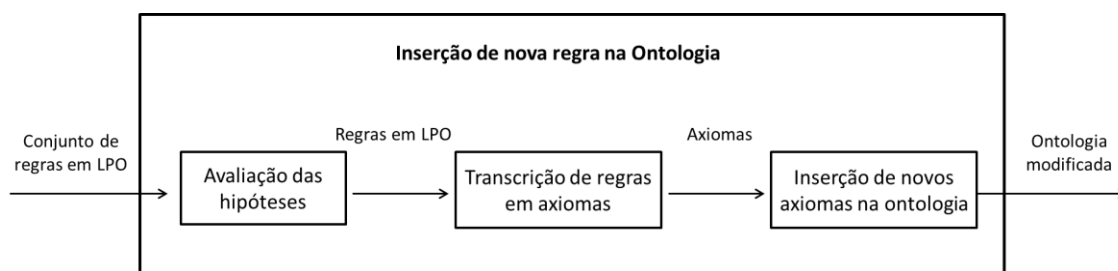 Inserção de nova regra na Ontologia
Conjunto de
regras em LPO
Avaliação das
hipóteses
Regras em LPO
Transcrição de regras
em axiomas
Axiomas
Inserção de novos
axiomas na ontologia
Ontologia
modificada